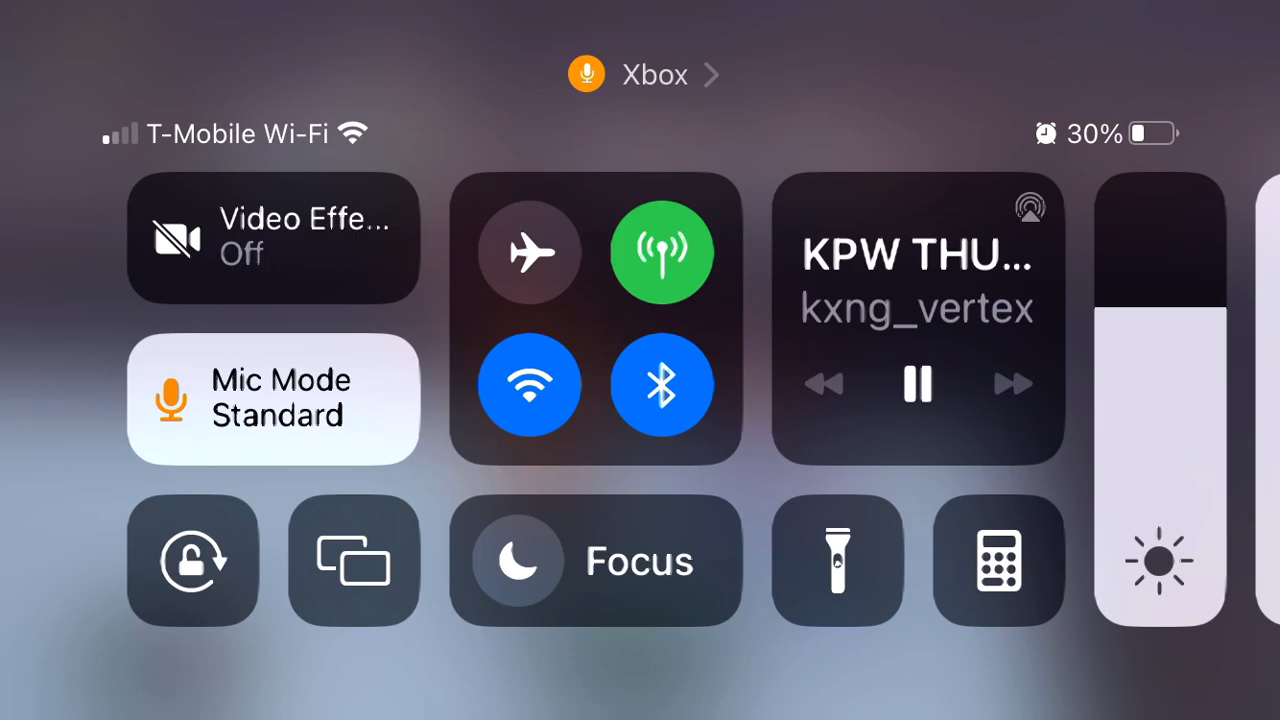 Xbox
T-Mobile Wi-Fi
30%
Video Effe...
Off
KPW THU...
kxng_vertex
Mic Mode
Standard
Focus